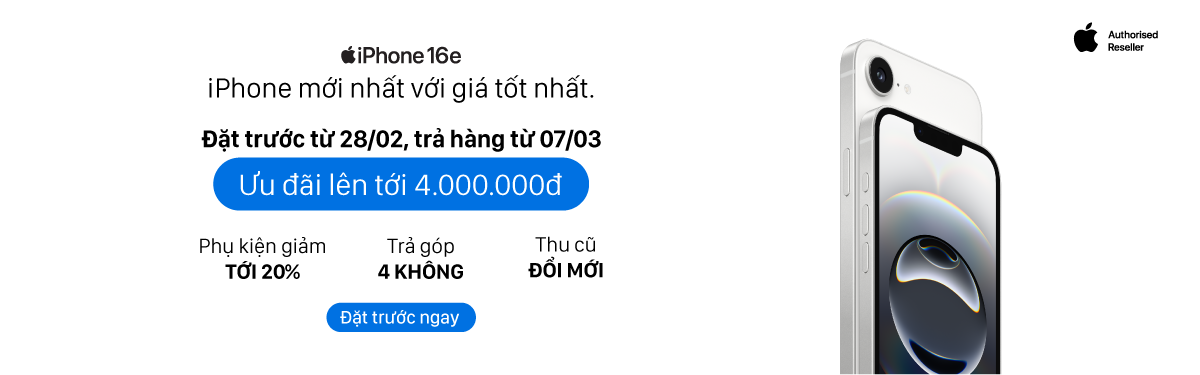 iPhone 16e
iPhone mới nhất với giá tốt nhất.
Đặt trước từ 28/02, trả hàng từ 07/03
Ưu đãi lên tới 4.000.000đ
Phụ kiện giảm
TỚI 20%
Trả góp
4 KHÔNG
Thu cũ
ĐỔI MỚI
Đặt trước ngay
Authorised
Reseller